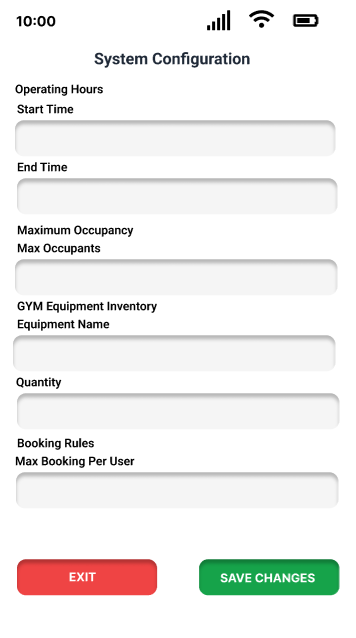 10:00
System Configuration
Operating Hours
Start Time
End Time
Maximum Occupancy
Max Occupants
GYM Equipment Inventory
Equipment Name
Quantity
Booking Rules
Max Booking Per User
EXIT
SAVE CHANGES